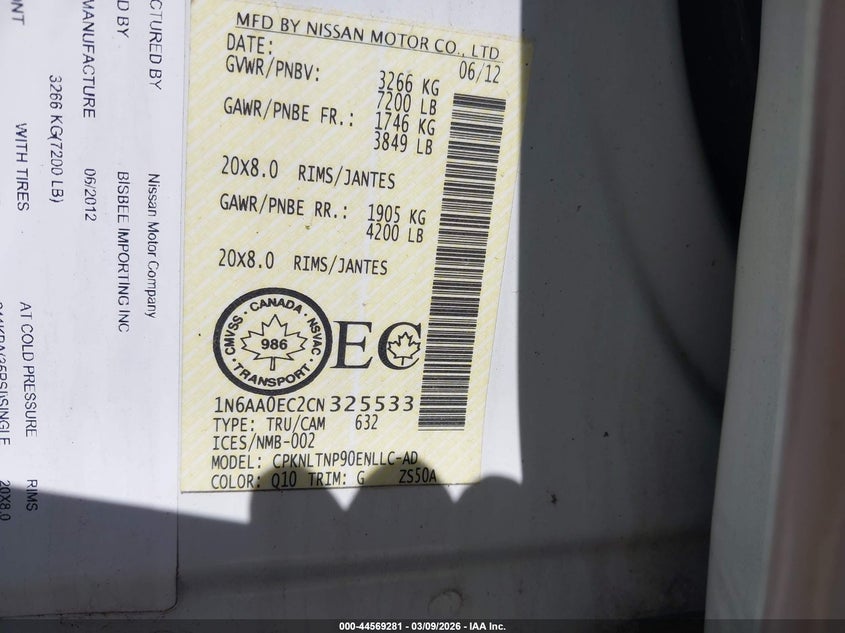 MFD BY NISSAN MOTOR CO., LTD
DATE: 06/12
GVWR/PNBV: 3266 KG
7200 LB
GAWR/PNBE FR.: 1746 KG
3849 LB
20X8.0 RIMS/JANTES
GAWR/PNBE RR.: 1905 KG
4200 LB
20X8.0 RIMS/JANTES
CMVSS · CANADA · NSVAC
986
· TRANSPORT ·
EC
1N6AA0EC2CN325533
TYPE: TRU/CAM 632
ICES/NMB-002
MODEL: CPKNLTNP90ENLLC-AD
COLOR: Q10 TRIM: G ZS50A
CTURED BY Nissan Motor Company
D BY BISBEE IMPORTING INC
MANUFACTURE 06/2012
3266 KG(7200 LB)
WITH TIRES AT COLD PRESSURE RIMS
20X8.0
000-44569281 - 03/09/2026 - IAA Inc.